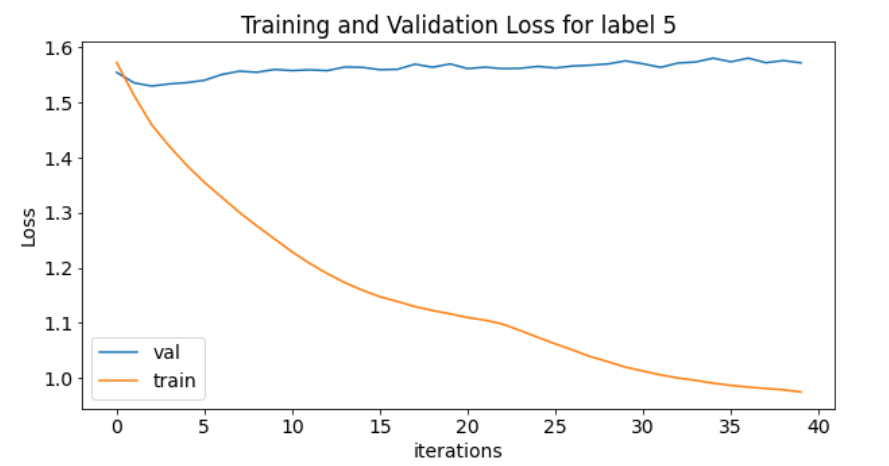 Training and Validation Loss for label 5
1.6
1.5
1.4
1.3
1.2
1.1
1.0
Loss
val
train
0 5 10 15 20 25 30 35 40
iterations